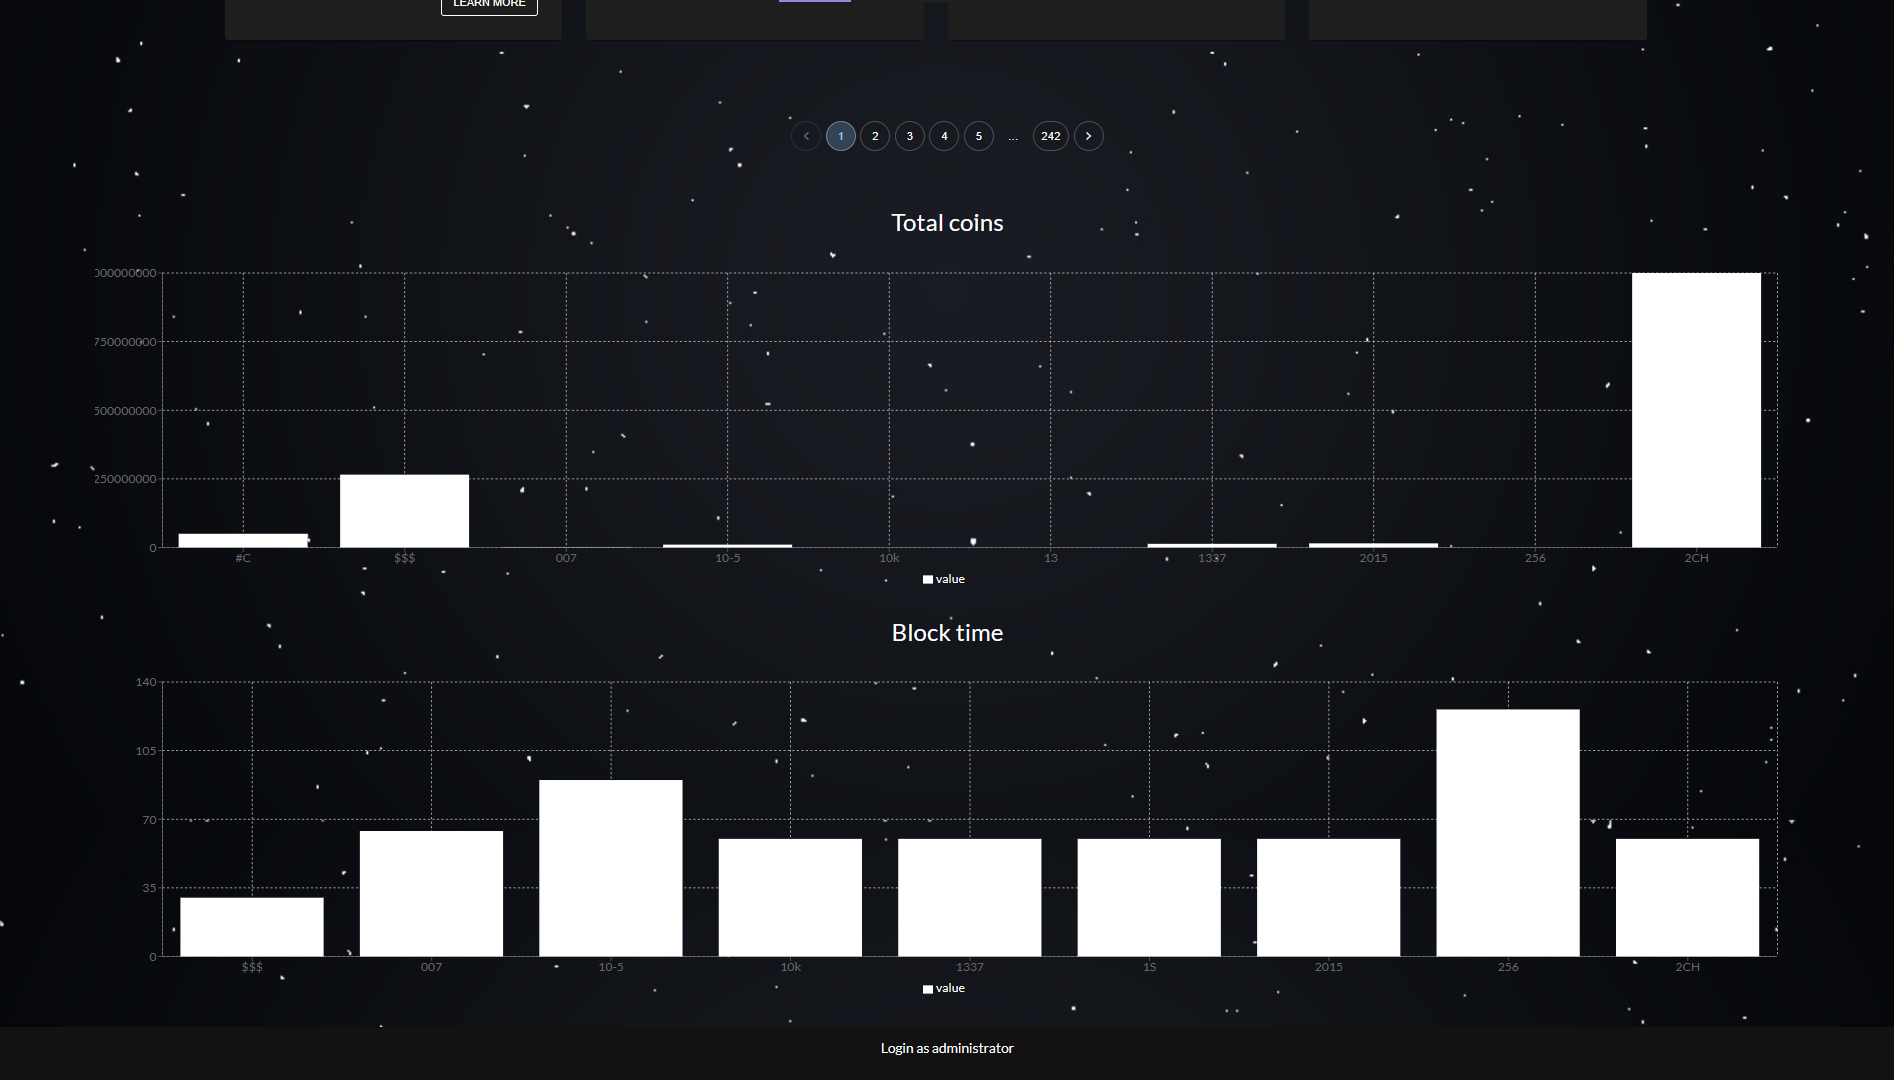 LEARN MORE
1 2 3 4 5 ... 242
Total coins
000000000
750000000
500000000
250000000
0
#C $$$ 007 10-5 10k 13 1337 2015 256 2CH
value
Block time
140
105
70
35
0
$$$ 007 10-5 10k 1337 1S 2015 256 2CH
value
Login as administrator